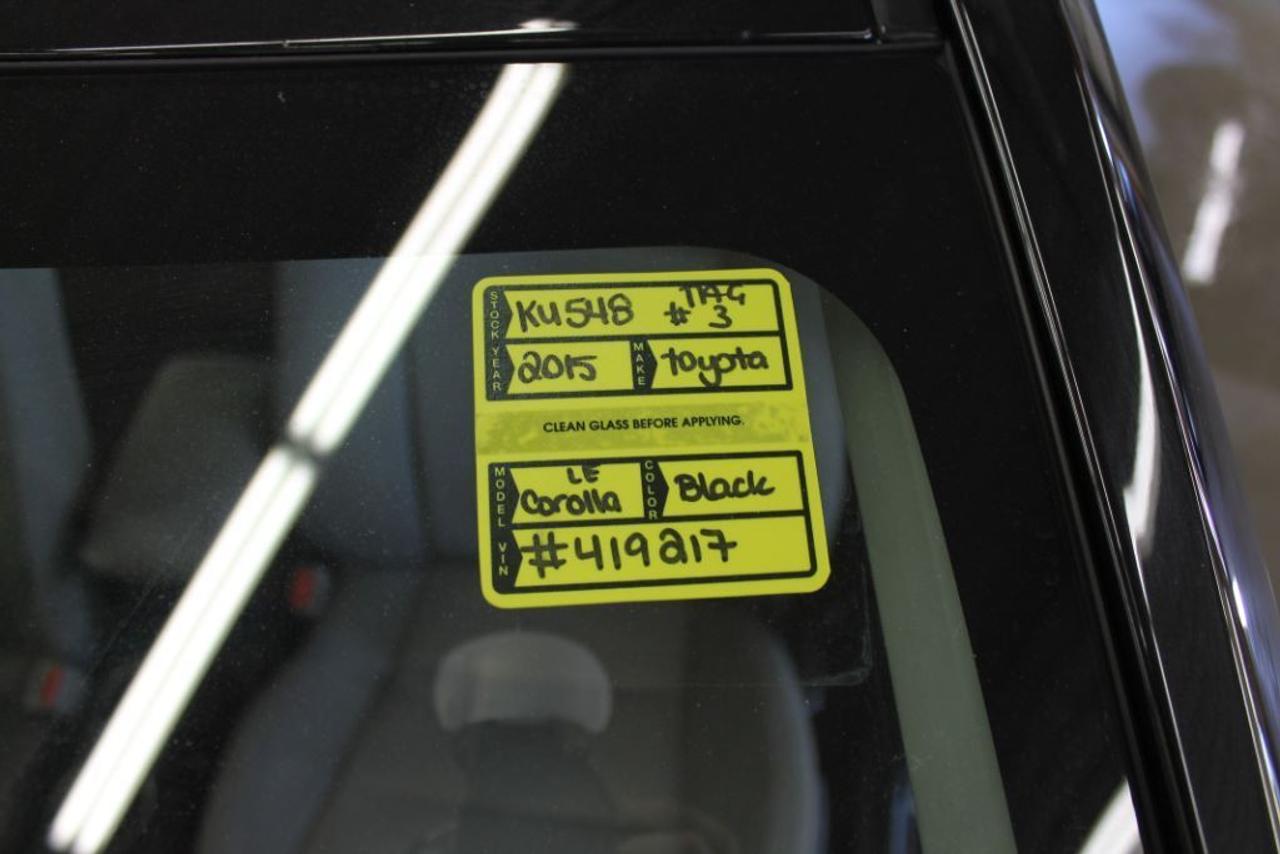 STOCK KU548 TAG # 3
YEAR 2015 MAKE toyota
CLEAN GLASS BEFORE APPLYING.
MODEL LE Corolla COLOR Black
VIN #419217